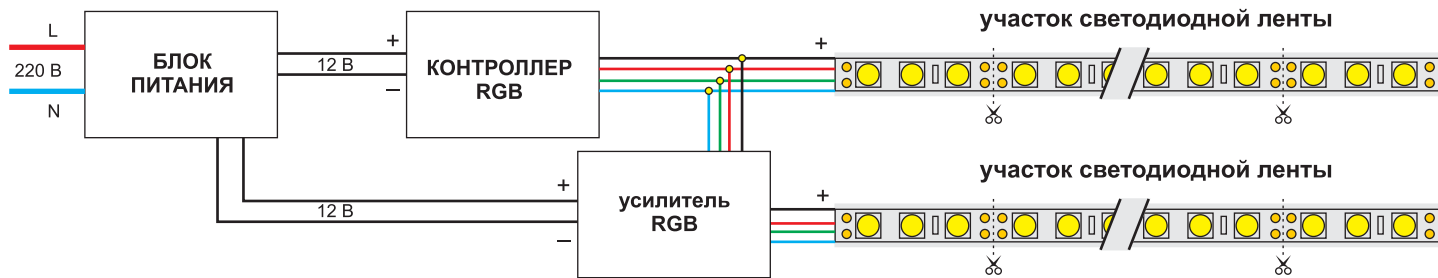 L
220 В
N
БЛОК
ПИТАНИЯ
+
12 В
–
КОНТРОЛЛЕР
RGB
+
участок светодиодной ленты
12 В
+
–
усилитель
RGB
+
участок светодиодной ленты